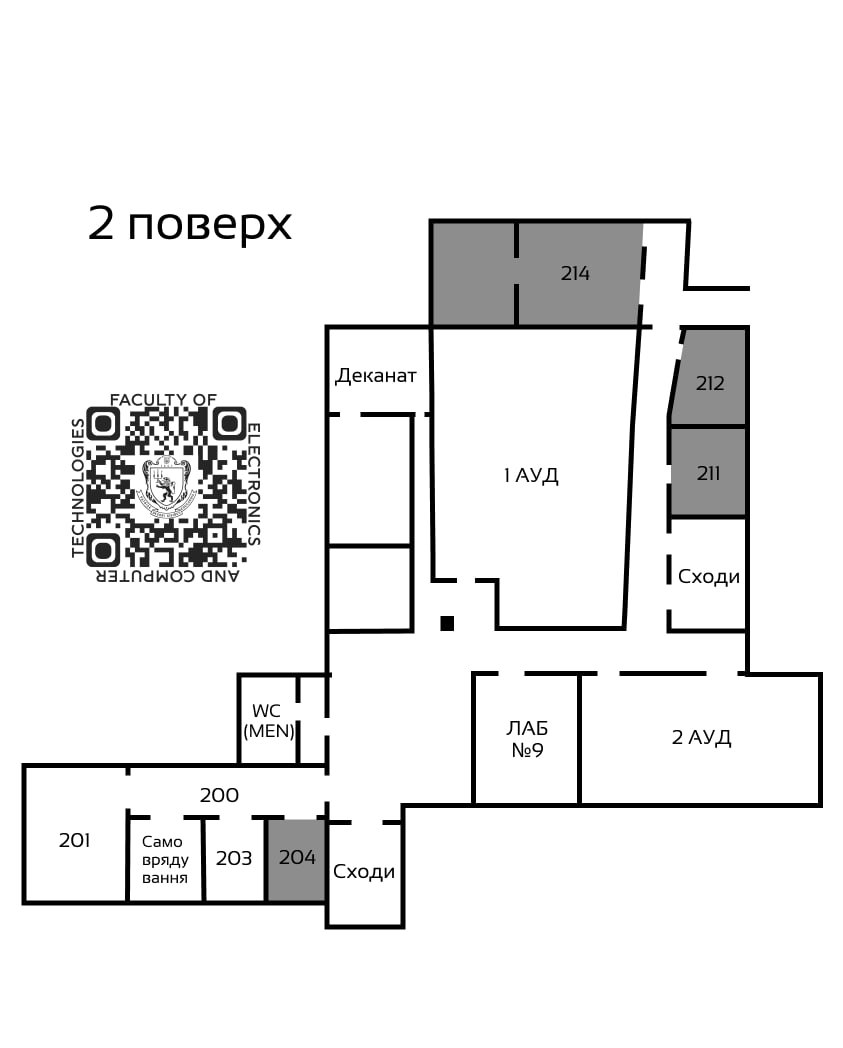 2 поверх
214
Деканат
212
FACULTY OF
ELECTRONICS
AND COMPUTER
TECHNOLOGIES
1 АУД
211
Сходи
WC
(MEN)
ЛАБ
№9
2 АУД
200
201
Само
вряду
вання
203
204
Сходи